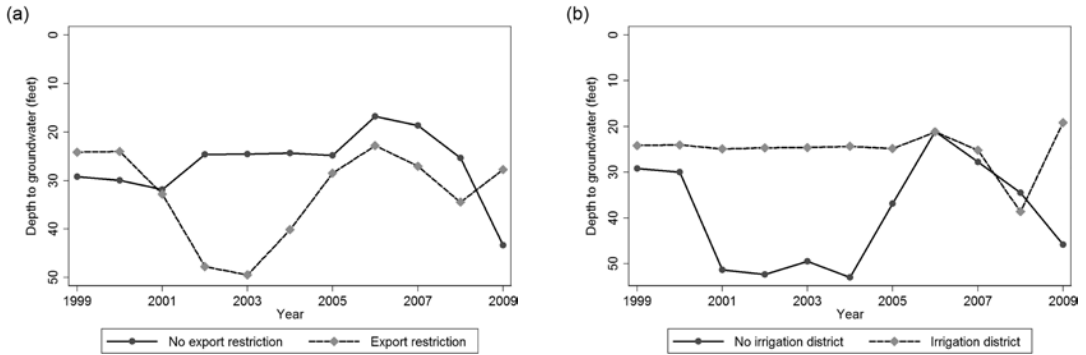 (a)
Depth to groundwater (feet)
0
10
20
30
40
50
1999
2001
2003
2005
2007
2009
Year
No export restriction
Export restriction
(b)
Depth to groundwater (feet)
0
10
20
30
40
50
1999
2001
2003
2005
2007
2009
Year
No irrigation district
Irrigation district